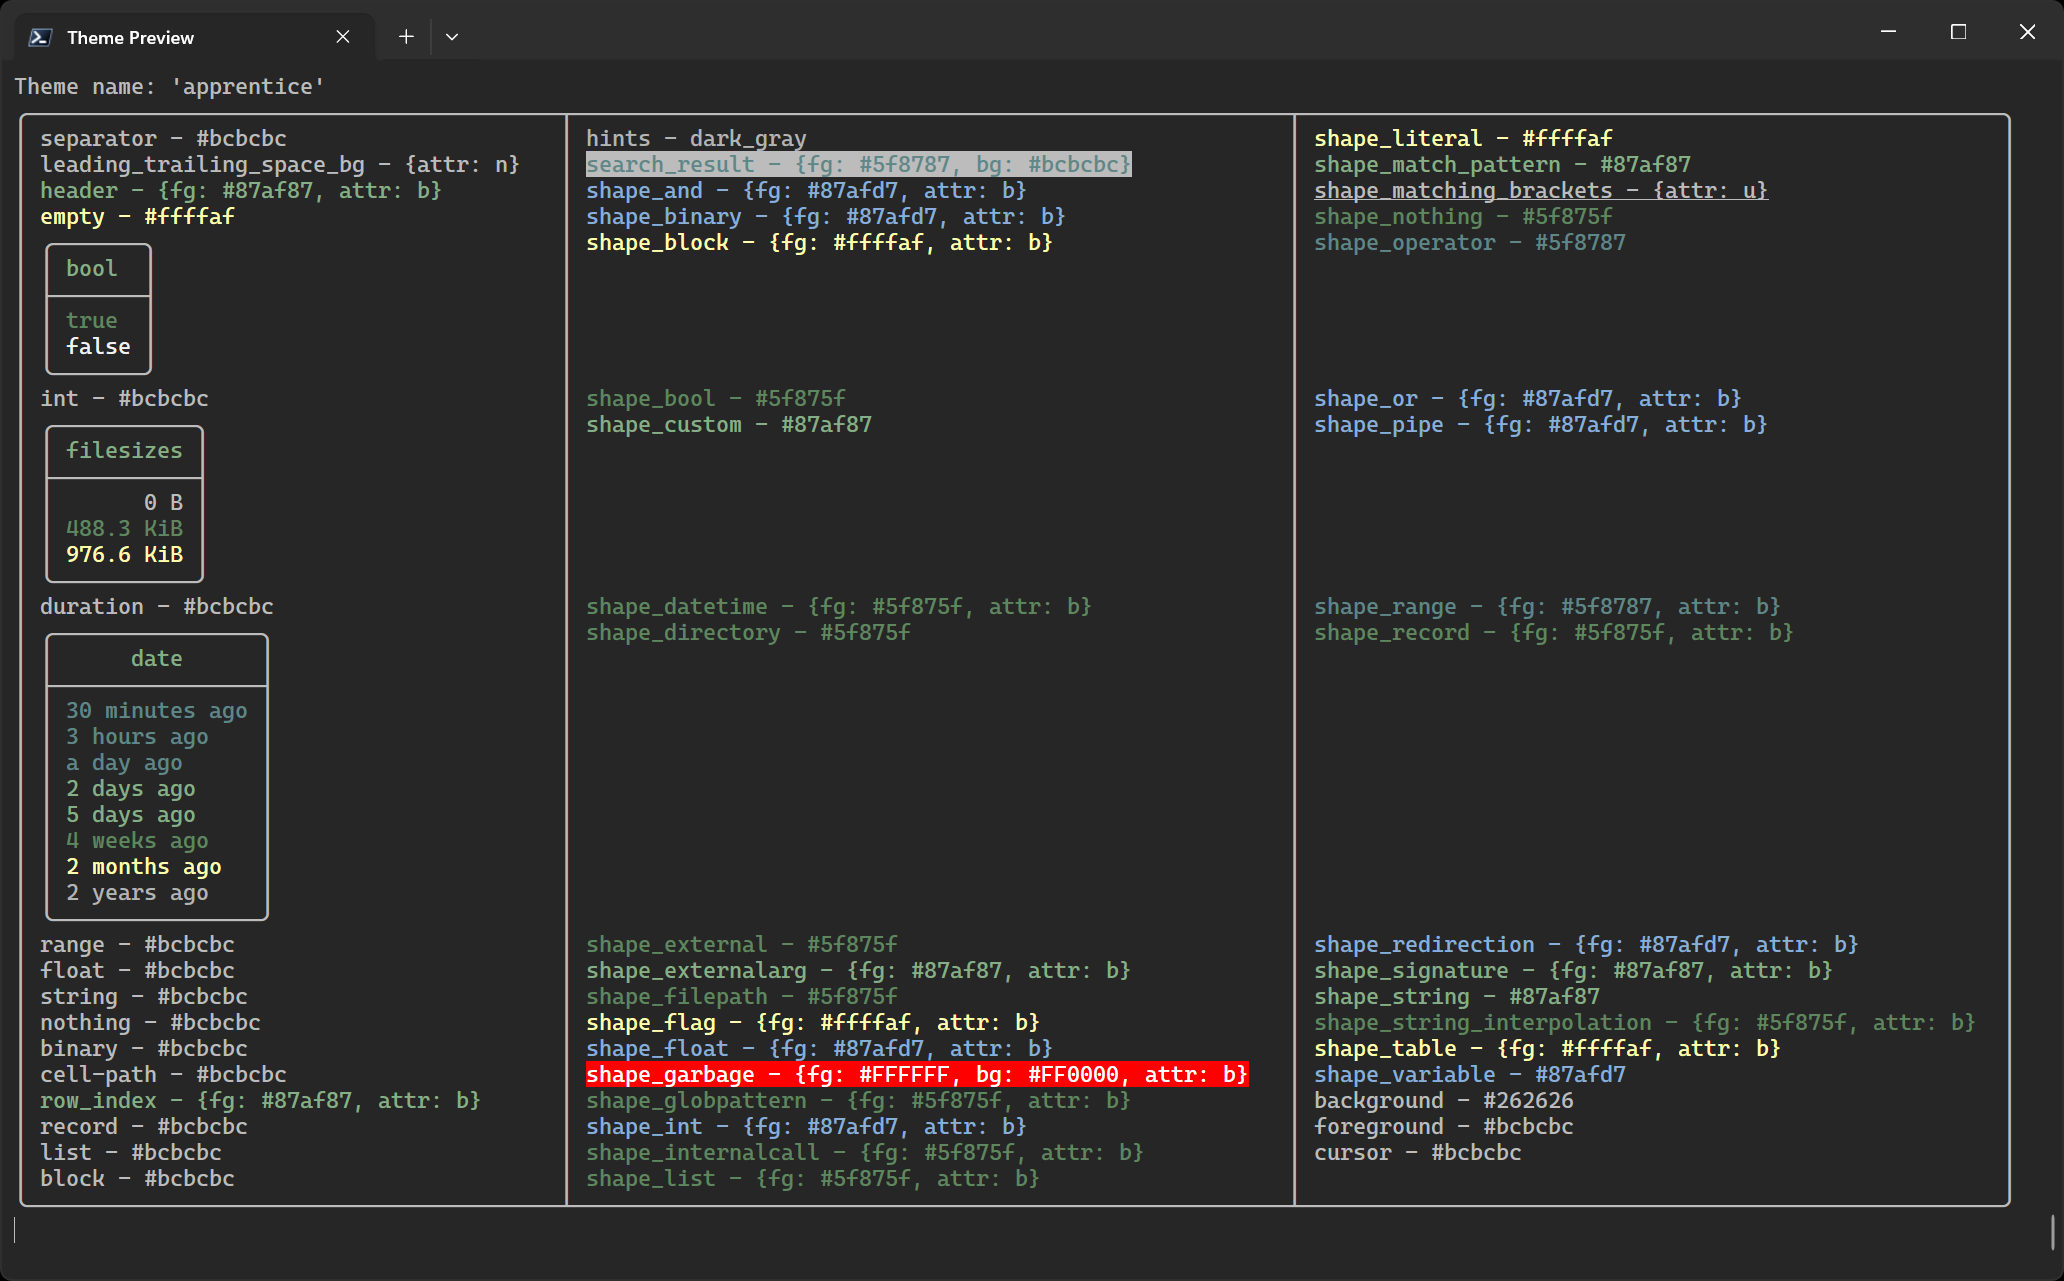 Theme Preview
Theme name: 'apprentice'
separator - #bcbcbc
leading_trailing_space_bg - {attr: n}
header - {fg: #87af87, attr: b}
empty - #ffffaf
bool
true
false
int - #bcbcbc
filesizes
0 B
488.3 KiB
976.6 KiB
duration - #bcbcbc
date
30 minutes ago
3 hours ago
a day ago
2 days ago
5 days ago
4 weeks ago
2 months ago
2 years ago
range - #bcbcbc
float - #bcbcbc
string - #bcbcbc
nothing - #bcbcbc
binary - #bcbcbc
cell-path - #bcbcbc
row_index - {fg: #87af87, attr: b}
record - #bcbcbc
list - #bcbcbc
block - #bcbcbc
hints - dark_gray
search_result - {fg: #5f8787, bg: #bcbcbc}
shape_and - {fg: #87afd7, attr: b}
shape_binary - {fg: #87afd7, attr: b}
shape_block - {fg: #ffffaf, attr: b}
shape_bool - #5f875f
shape_custom - #87af87
shape_datetime - {fg: #5f875f, attr: b}
shape_directory - #5f875f
shape_external - #5f875f
shape_externalarg - {fg: #87af87, attr: b}
shape_filepath - #5f875f
shape_flag - {fg: #ffffaf, attr: b}
shape_float - {fg: #87afd7, attr: b}
shape_garbage - {fg: #FFFFFF, bg: #FF0000, attr: b}
shape_globpattern - {fg: #5f875f, attr: b}
shape_int - {fg: #87afd7, attr: b}
shape_internalcall - {fg: #5f875f, attr: b}
shape_list - {fg: #5f875f, attr: b}
shape_literal - #ffffaf
shape_match_pattern - #87af87
shape_matching_brackets - {attr: u}
shape_nothing - #5f875f
shape_operator - #5f8787
shape_or - {fg: #87afd7, attr: b}
shape_pipe - {fg: #87afd7, attr: b}
shape_range - {fg: #5f8787, attr: b}
shape_record - {fg: #5f875f, attr: b}
shape_redirection - {fg: #87afd7, attr: b}
shape_signature - {fg: #87af87, attr: b}
shape_string - #87af87
shape_string_interpolation - {fg: #5f875f, attr: b}
shape_table - {fg: #ffffaf, attr: b}
shape_variable - #87afd7
background - #262626
foreground - #bcbcbc
cursor - #bcbcbc